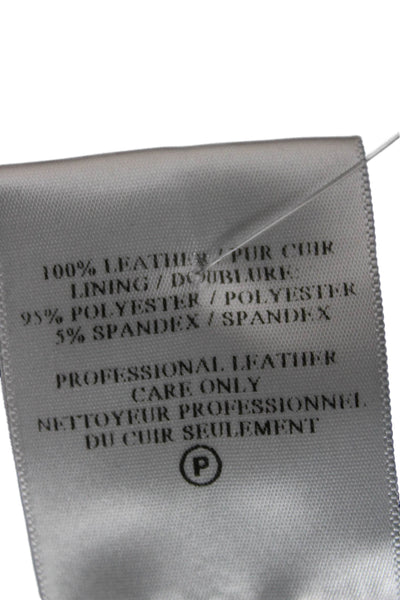 100% LEATHER / PUR CUIR
LINING / DOUBLURE:
95% POLYESTER / POLYESTER
5% SPANDEX / SPANDEX
PROFESSIONAL LEATHER
CARE ONLY
NETTOYEUR PROFESSIONNEL
DU CUIR SEULEMENT
P